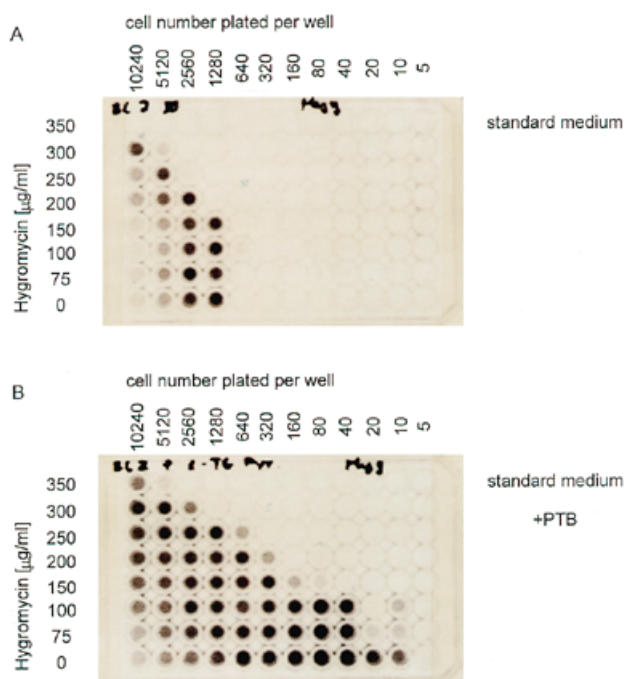 A
cell number plated per well
10240 5120 2560 1280 640 320 160 80 40 20 10 5
standard medium
Hygromycin [µg/ml]
350
300
250
200
150
100
75
0
B
cell number plated per well
10240 5120 2560 1280 640 320 160 80 40 20 10 5
standard medium
+PTB
Hygromycin [µg/ml]
350
300
250
200
150
100
75
0